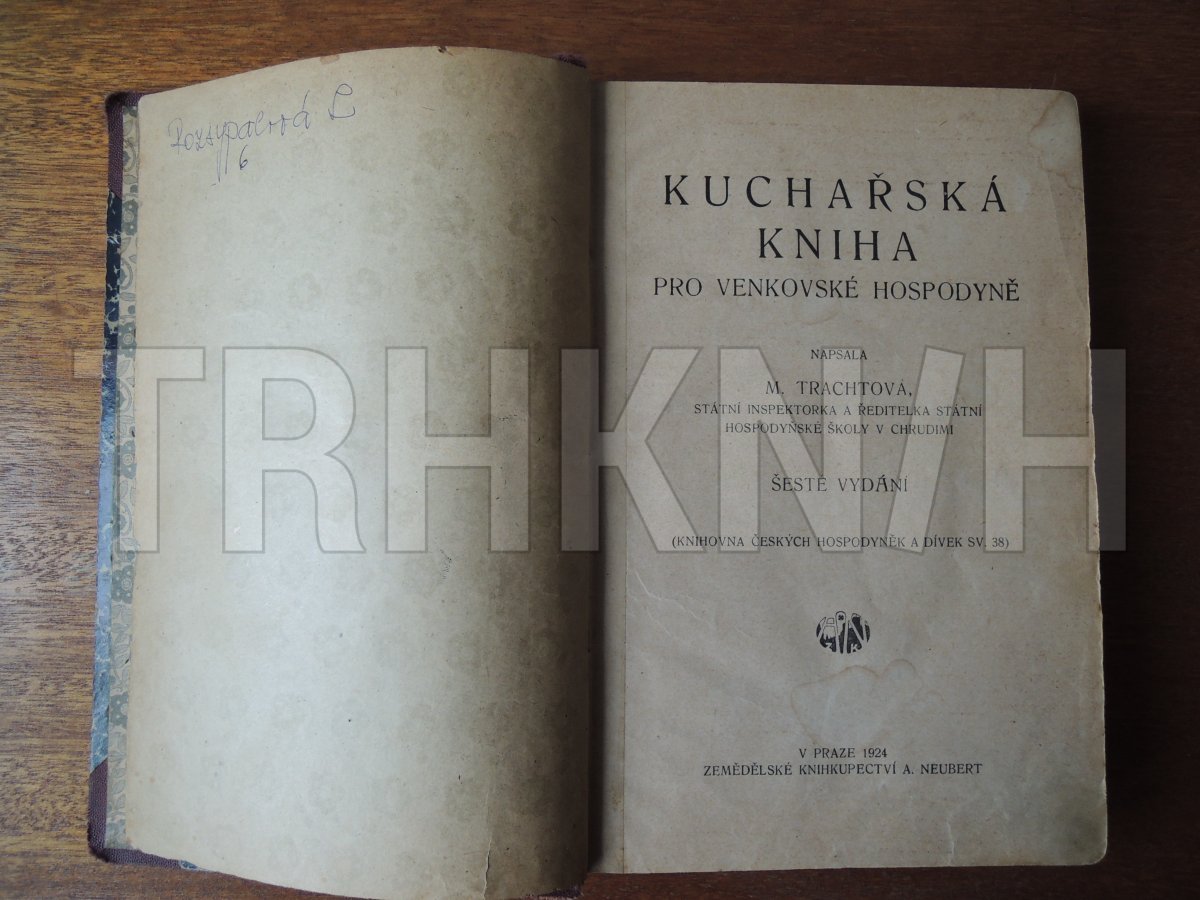 Rozsypalová L
6
KUCHAŘSKÁ
KNIHA
PRO VENKOVSKÉ HOSPODYNĚ
NAPSALA
M. TRACHTOVÁ,
STÁTNÍ INSPEKTORKA A ŘEDITELKA STÁTNÍ
HOSPODYŇSKÉ ŠKOLY V CHRUDIMI
TRHKNIH
ŠESTÉ VYDÁNÍ
(KNIHOVNA ČESKÝCH HOSPODYNĚK A DÍVEK SV. 38)
V PRAZE 1924
ZEMĚDĚLSKÉ KNIHKUPECTVÍ A. NEUBERT